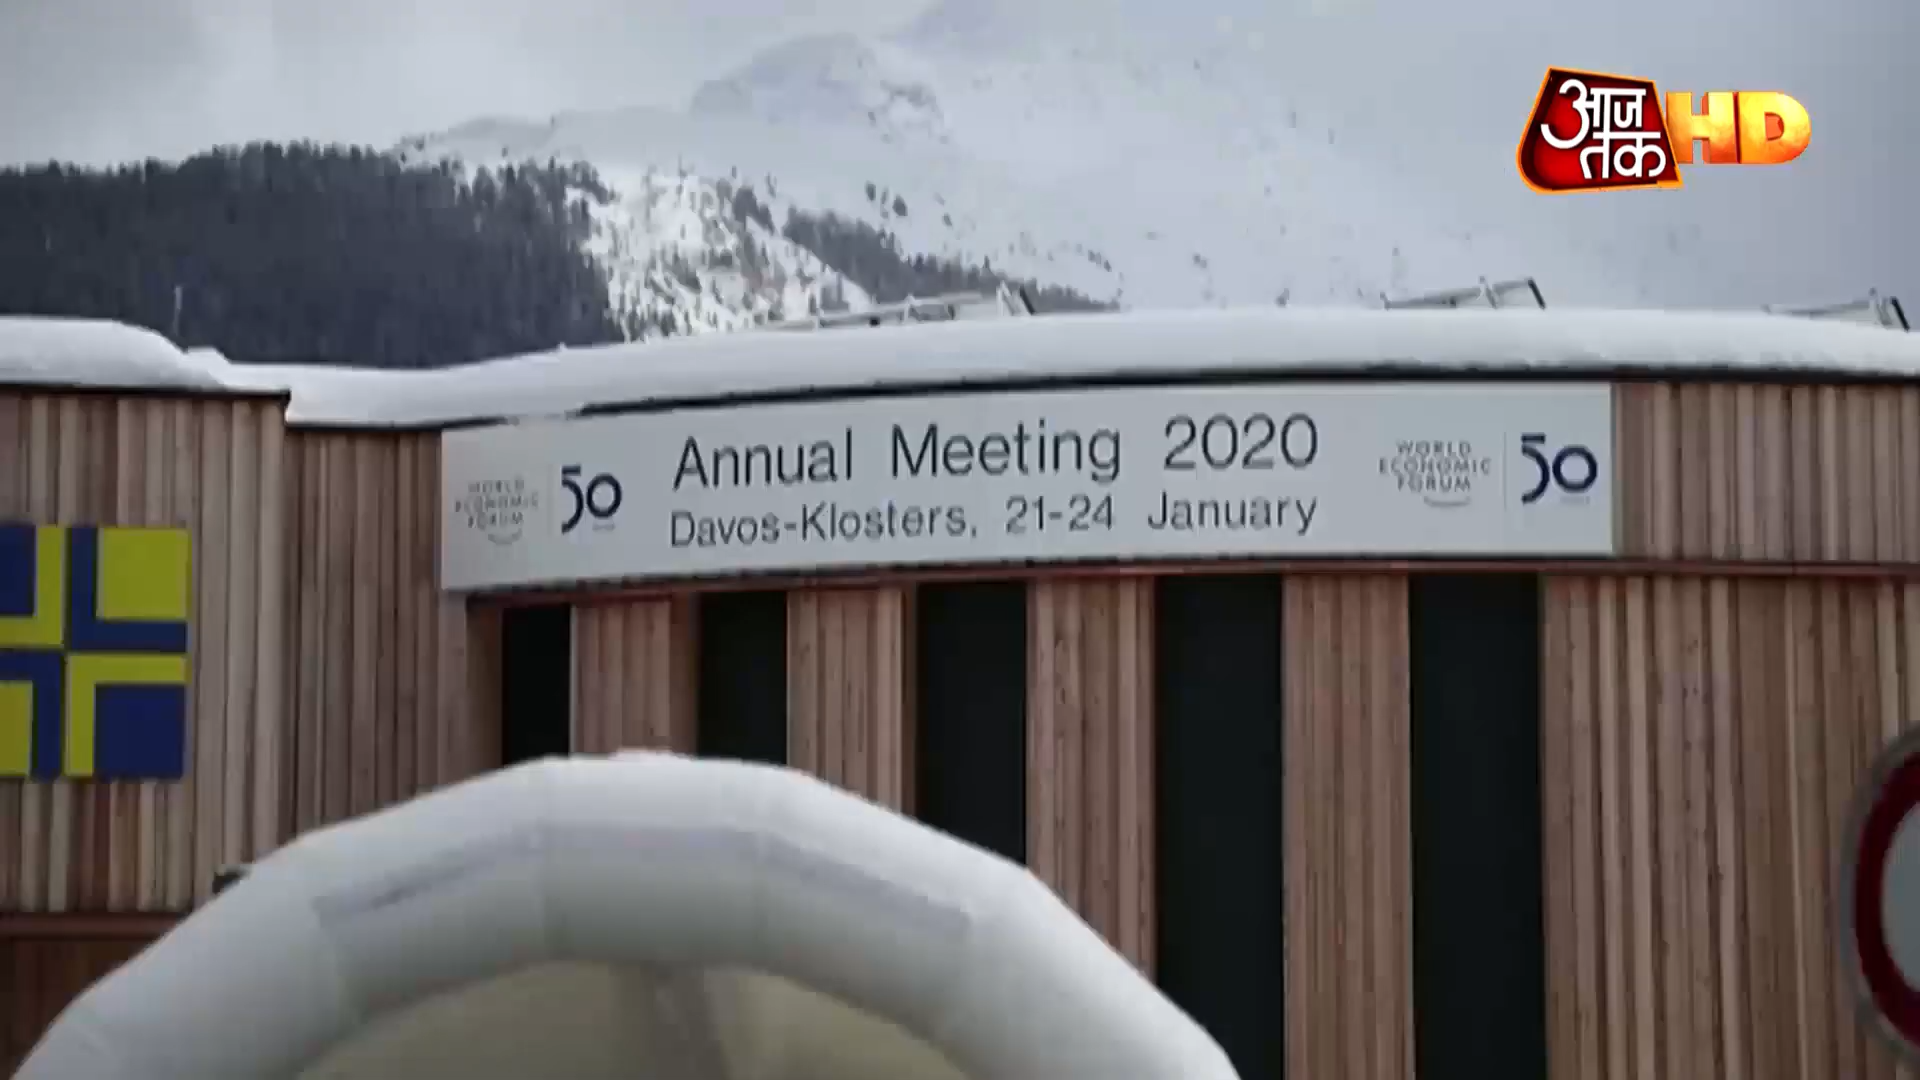 आज
तक HD
Annual Meeting 2020
Davos-Klosters, 21-24 January
WORLD
ECONOMIC
FORUM
50
WORLD
ECONOMIC
FORUM
50